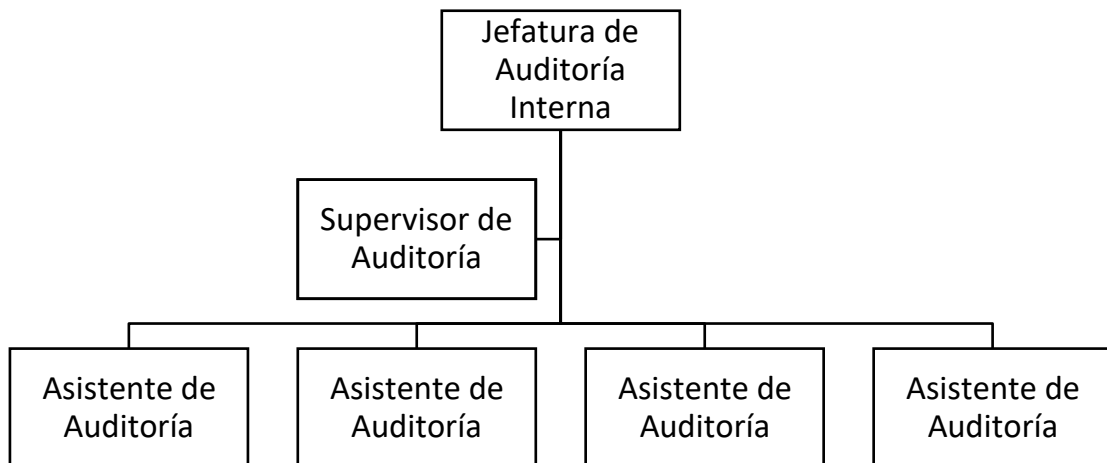 Jefatura de
Auditoría
Interna
Supervisor de
Auditoría
Asistente de
Auditoría
Asistente de
Auditoría
Asistente de
Auditoría
Asistente de
Auditoría